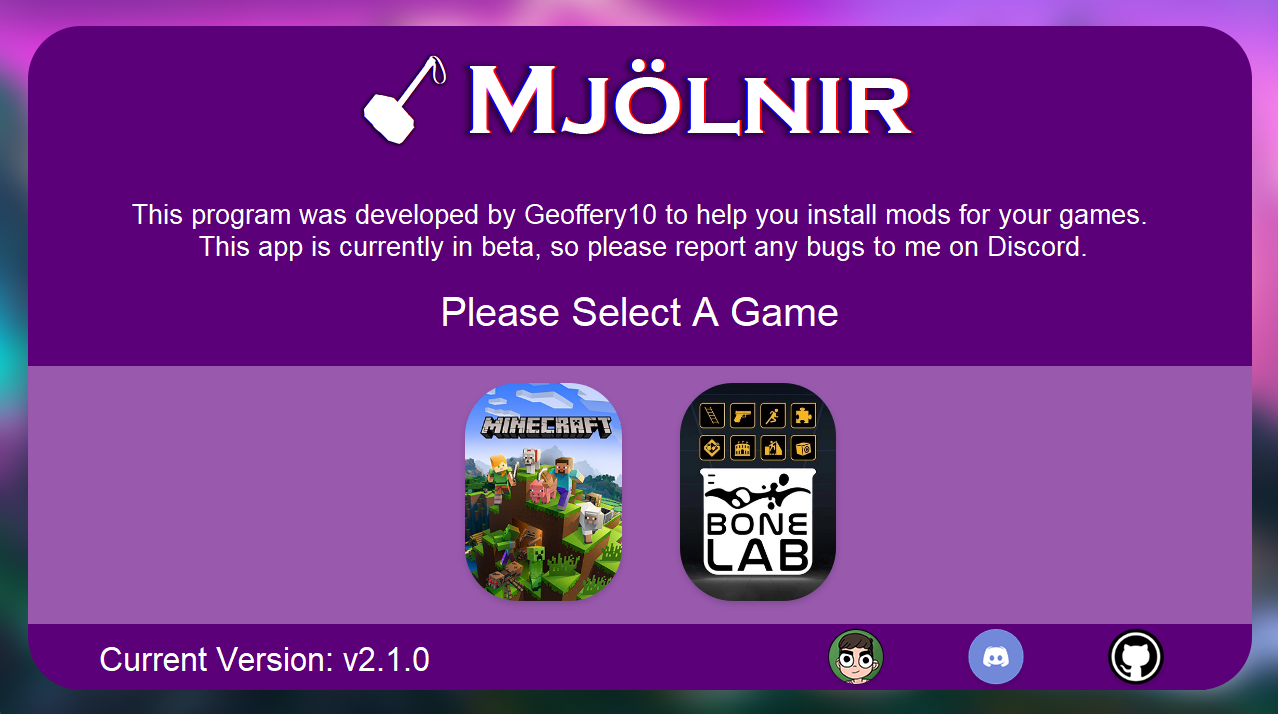 MJÖLNIR
This program was developed by Geoffery10 to help you install mods for your games.
This app is currently in beta, so please report any bugs to me on Discord.
Please Select A Game
MINECRAFT
BONE
LAB
Current Version: v2.1.0